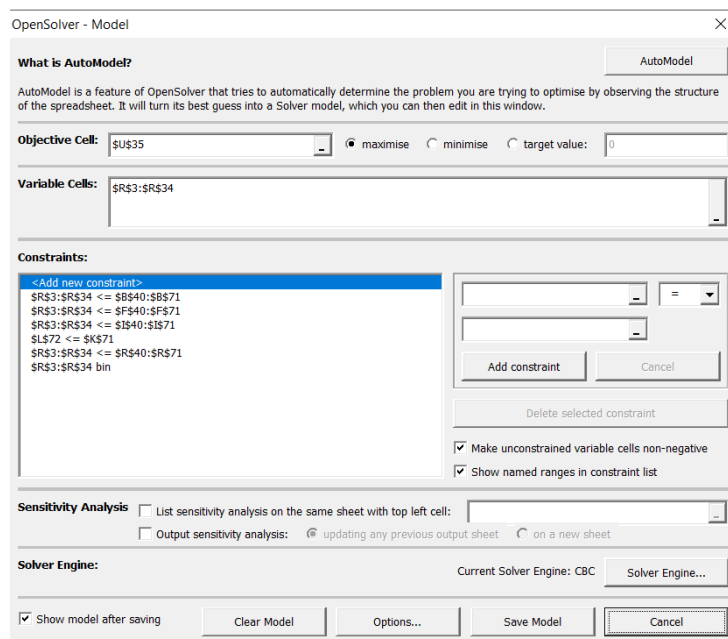 OpenSolver - Model
What is AutoModel?
AutoModel
AutoModel is a feature of OpenSolver that tries to automatically determine the problem you are trying to optimise by observing the structure
of the spreadsheet. It will turn its best guess into a Solver model, which you can then edit in this window.
Objective Cell: $U$35 _ maximise minimise target value: 0
Variable Cells: $R$3:$R$34 _
Constraints:
<Add new constraint>
$R$3:$R$34 <= $B$40:$B$71
$R$3:$R$34 <= $F$40:$F$71
$R$3:$R$34 <= $I$40:$I$71
$L$72 <= $K$71
$R$3:$R$34 <= $R$40:$R$71
$R$3:$R$34 bin
_ =
_
Add constraint Cancel
Delete selected constraint
Make unconstrained variable cells non-negative
Show named ranges in constraint list
Sensitivity Analysis List sensitivity analysis on the same sheet with top left cell: _
Output sensitivity analysis: updating any previous output sheet on a new sheet
Solver Engine:
Current Solver Engine: CBC Solver Engine...
Show model after saving Clear Model Options... Save Model Cancel